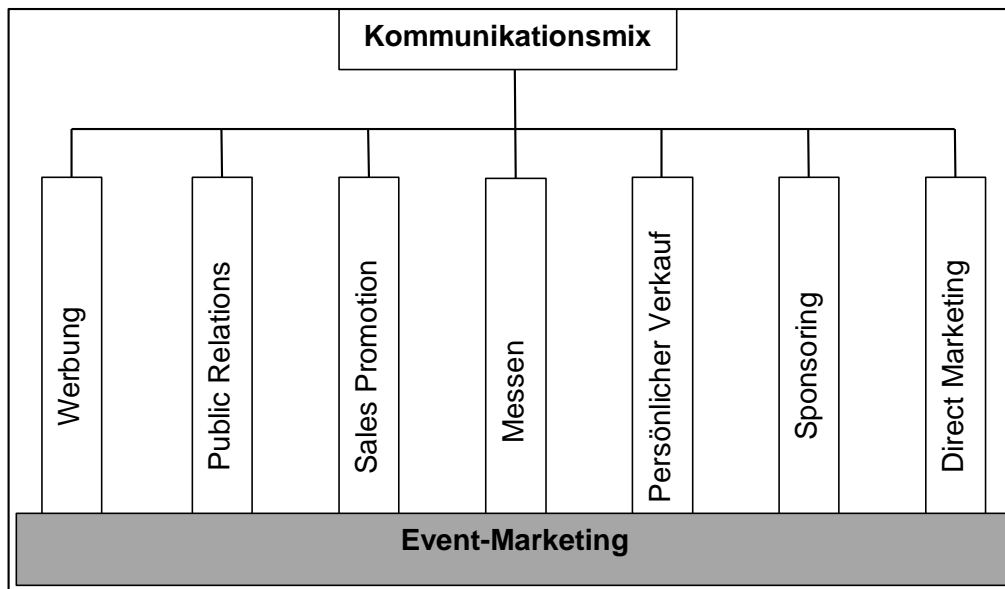 Kommunikationsmix
Werbung
Public Relations
Sales Promotion
Messen
Persönlicher Verkauf
Sponsoring
Direct Marketing
Event-Marketing